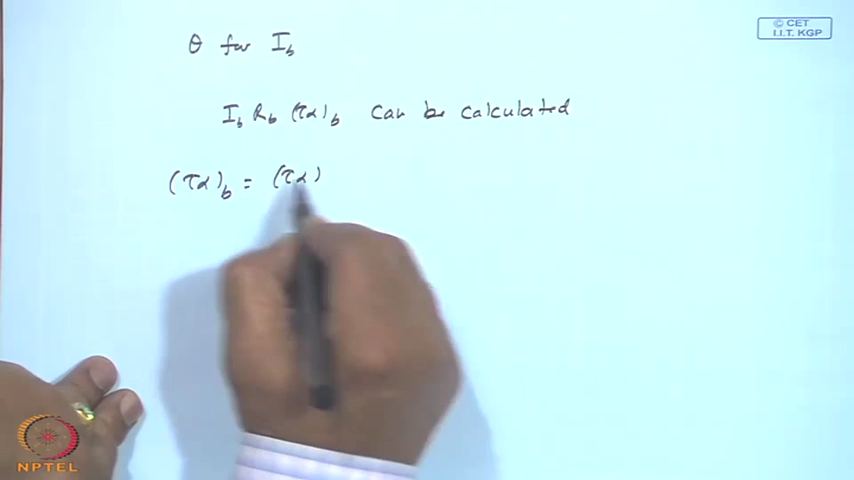 © CET
I.I.T. KGP
θ for I_b
I_b R_b (τα)_b can be calculated
(τα)_b = (τα)
NPTEL